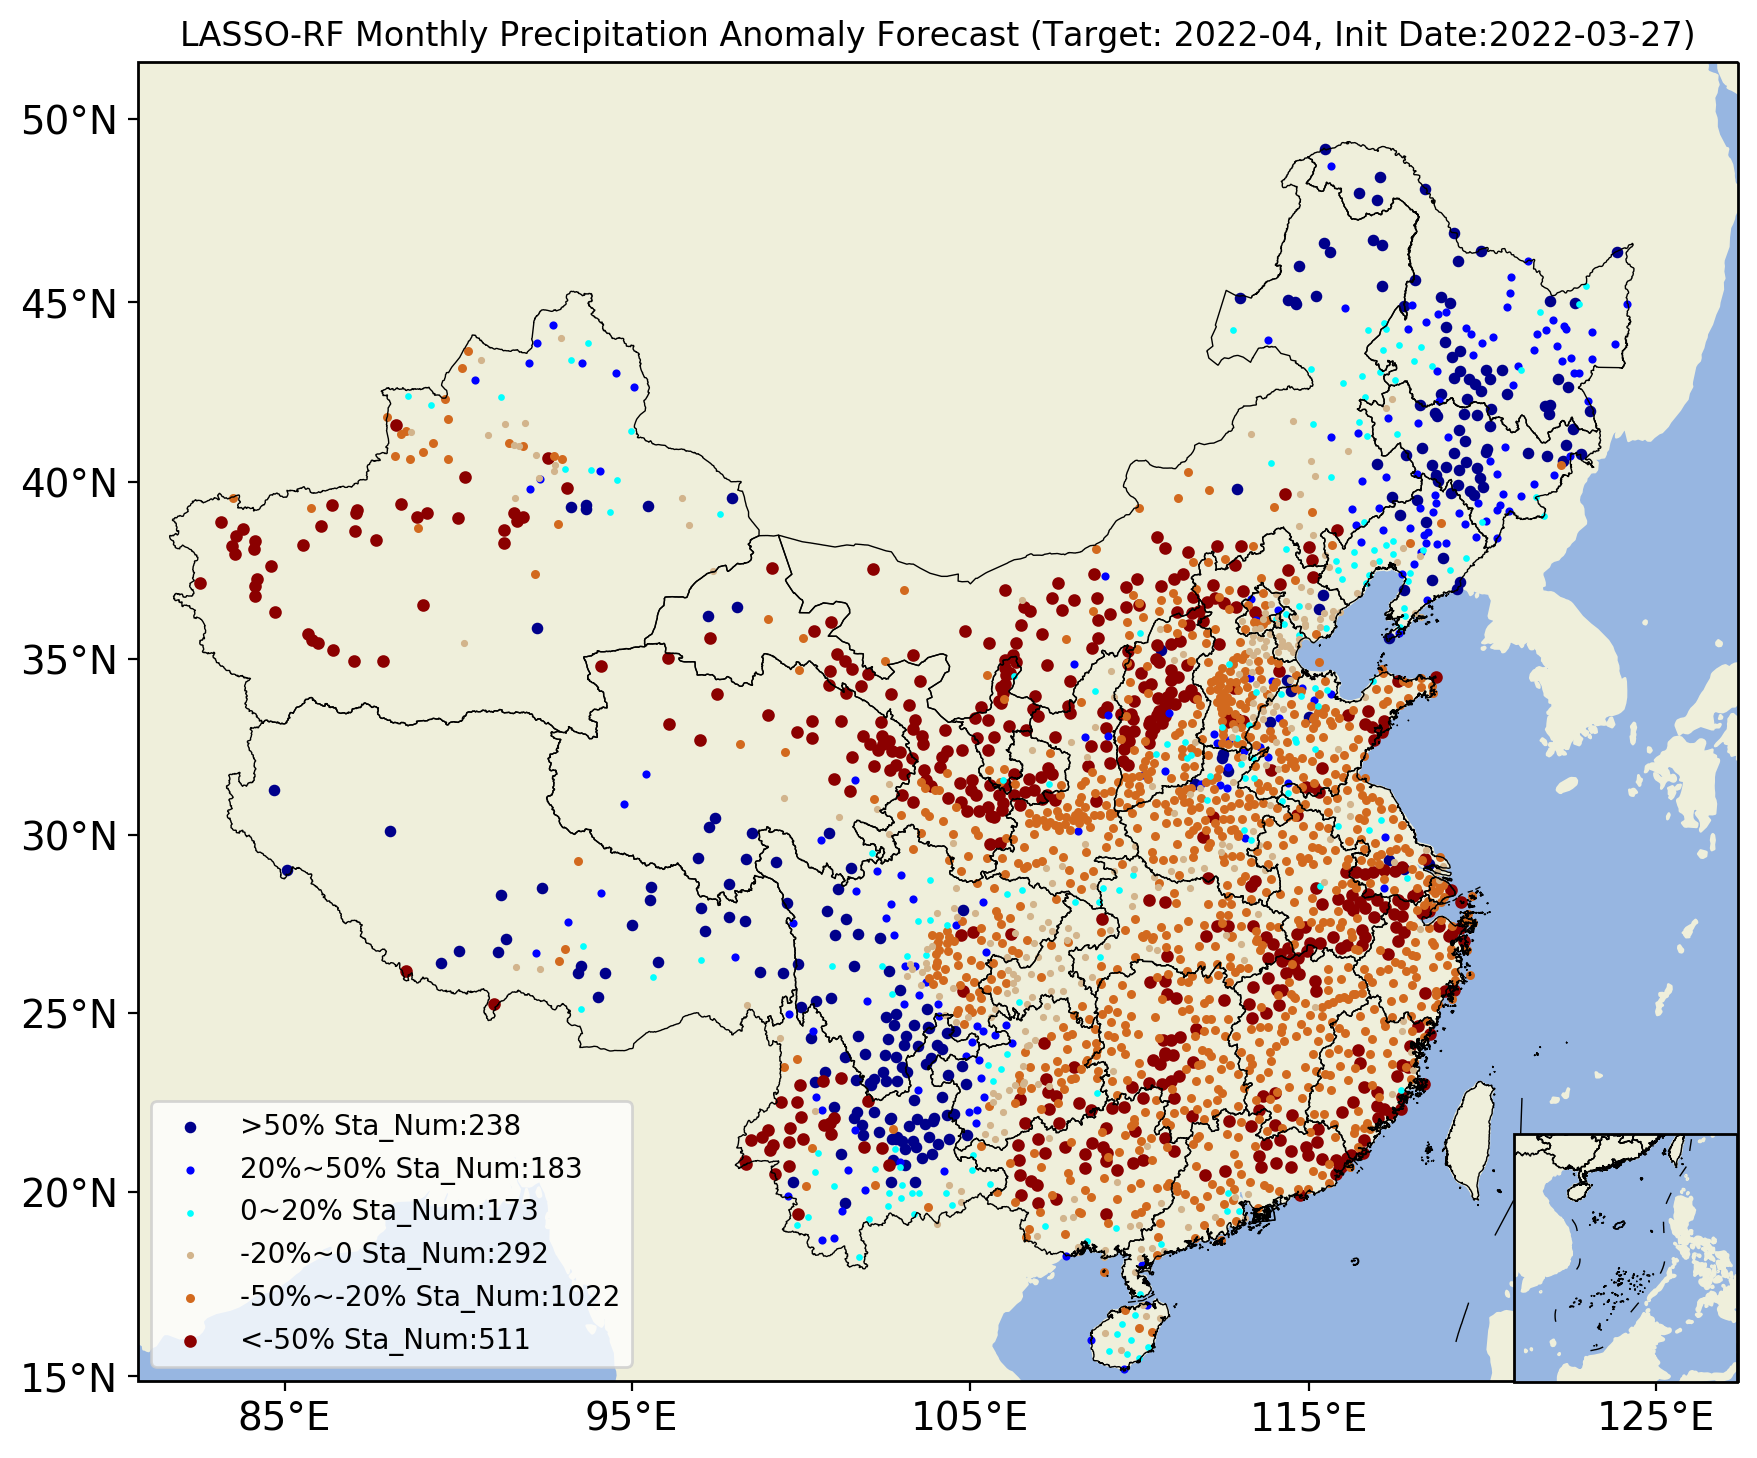 LASSO-RF Monthly Precipitation Anomaly Forecast (Target: 2022-04, Init Date:2022-03-27)
50°N
45°N
40°N
35°N
30°N
25°N
20°N
15°N
>50% Sta_Num:238
20%~50% Sta_Num:183
0~20% Sta_Num:173
-20%~0 Sta_Num:292
-50%~-20% Sta_Num:1022
<-50% Sta_Num:511
85°E
95°E
105°E
115°E
125°E